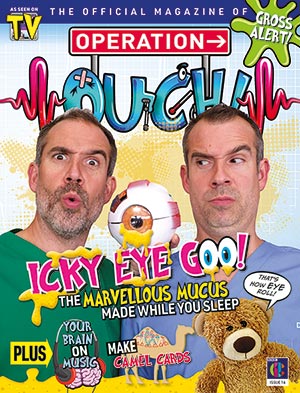 AS SEEN ON
TV
THE OFFICIAL MAGAZINE OF
GROSS
ALERT!
OPERATION
OUCH!
ICKY EYE GOO!
THE MARVELLOUS MUCUS
MADE WHILE YOU SLEEP
THAT'S
HOW EYE
ROLL!
PLUS
YOUR
BRAIN
ON
MUSIC
MAKE
CAMEL CARDS
ISSUE 14